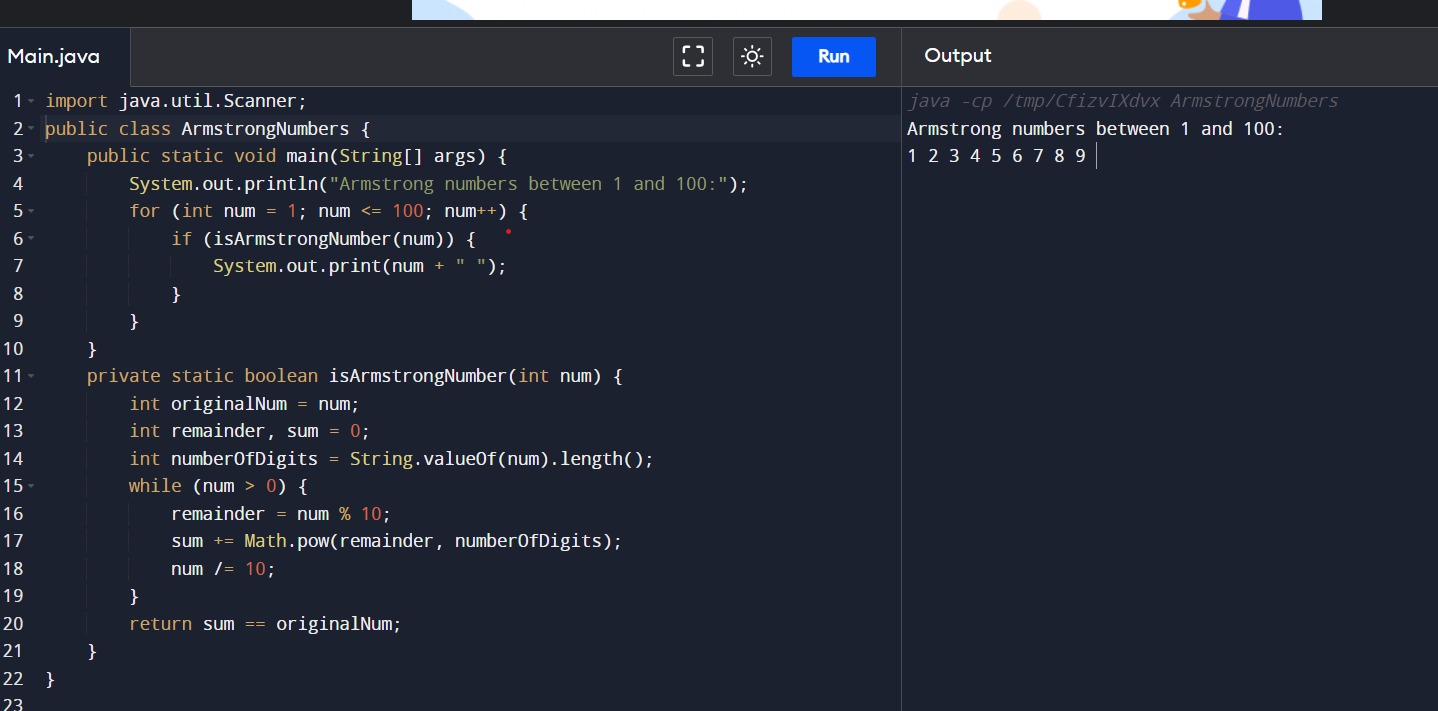 Main.java
Run
Output
1 import java.util.Scanner;
2 public class ArmstrongNumbers {
3     public static void main(String[] args) {
4         System.out.println("Armstrong numbers between 1 and 100:");
5         for (int num = 1; num <= 100; num++) {
6             if (isArmstrongNumber(num)) {
7                 System.out.print(num + " ");
8             }
9         }
10     }
11     private static boolean isArmstrongNumber(int num) {
12         int originalNum = num;
13         int remainder, sum = 0;
14         int numberOfDigits = String.valueOf(num).length();
15         while (num > 0) {
16             remainder = num % 10;
17             sum += Math.pow(remainder, numberOfDigits);
18             num /= 10;
19         }
20         return sum == originalNum;
21     }
22 }
23
java -cp /tmp/CfizvIXdvx ArmstrongNumbers
Armstrong numbers between 1 and 100:
1 2 3 4 5 6 7 8 9